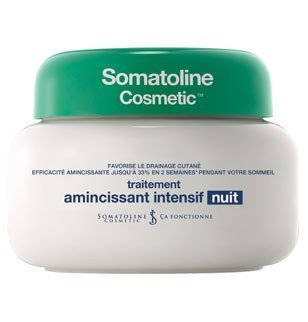 Somatoline
Cosmetic™
FAVORISE LE DRAINAGE CUTANÉ
EFFICACITÉ AMINCISSANTE JUSQU'À 33% EN 2 SEMAINES* PENDANT VOTRE SOMMEIL
traitement
amincissant intensif nuit
SOMATOLINE ÇA FONCTIONNE
COSMETIC